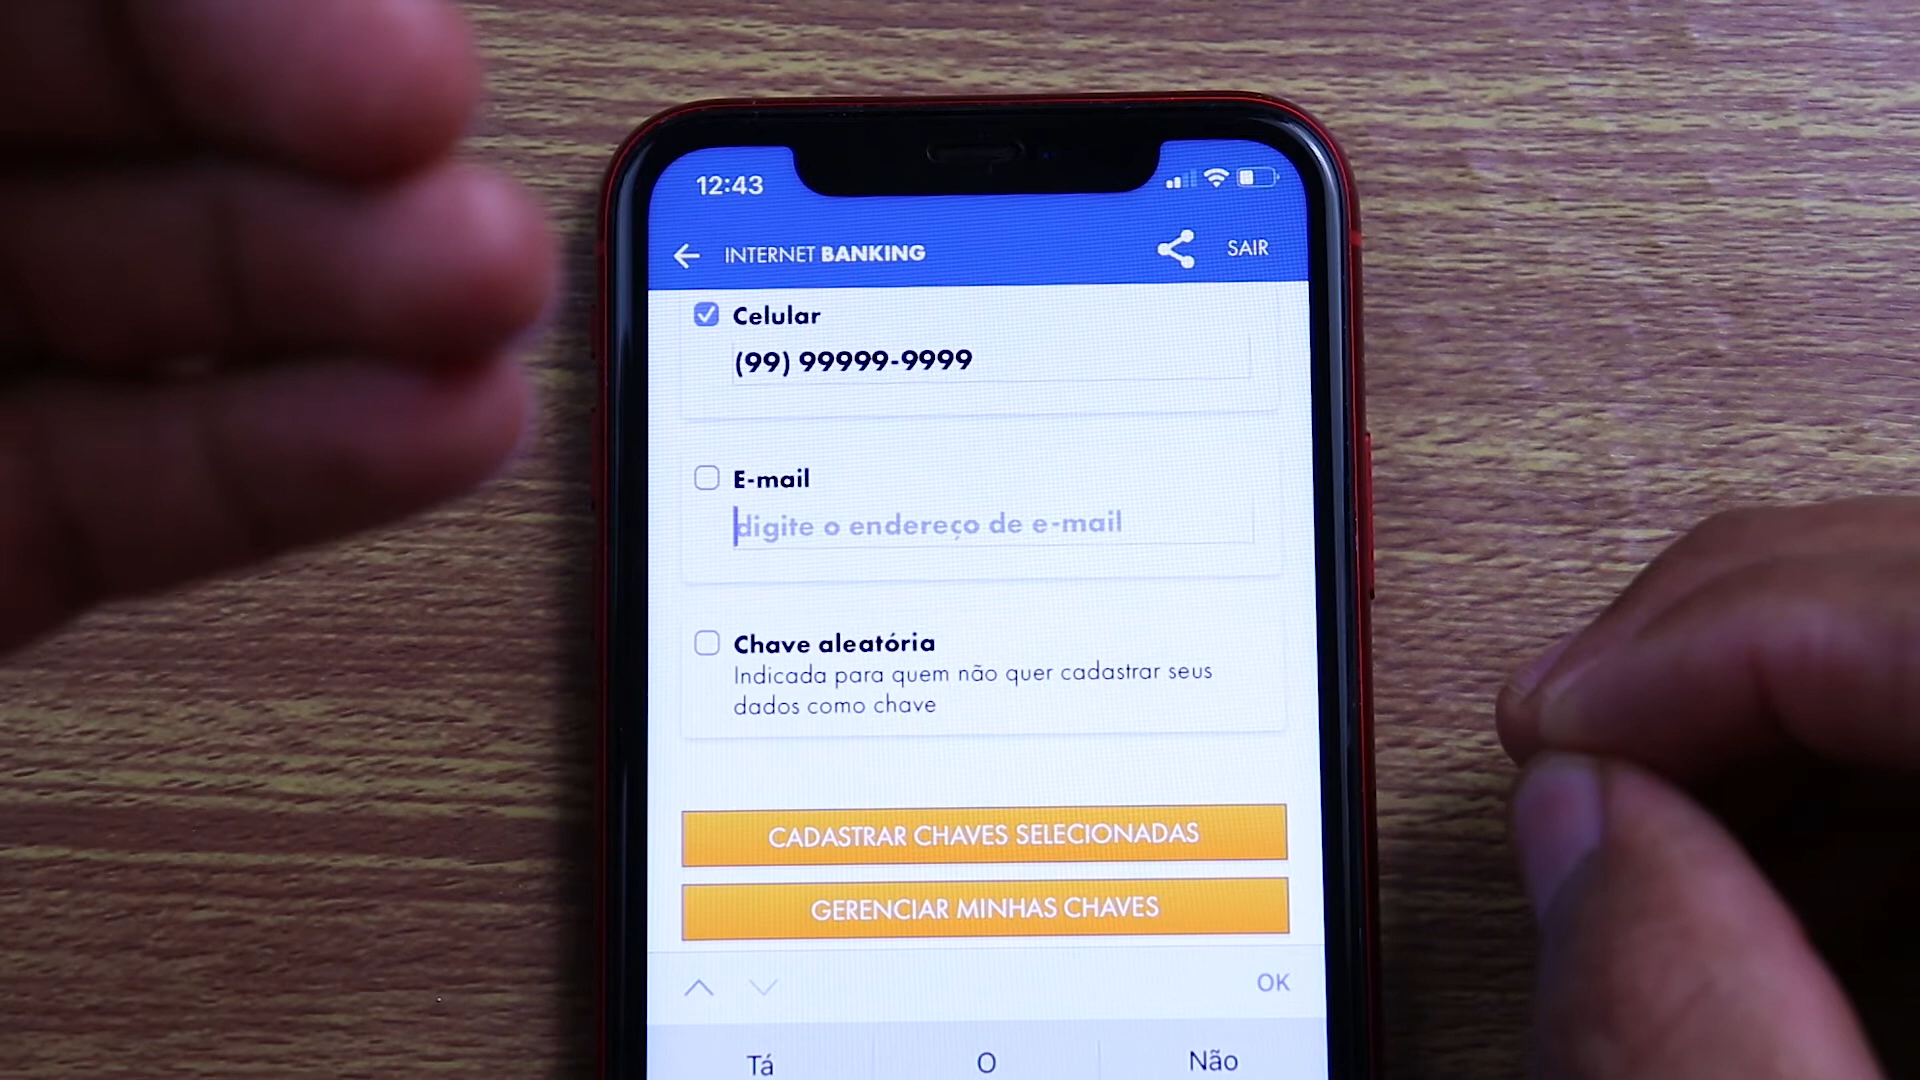 12:43
INTERNET BANKING
SAIR
Celular
(99) 99999-9999
E-mail
digite o endereço de e-mail
Chave aleatória
Indicada para quem não quer cadastrar seus
dados como chave
CADASTRAR CHAVES SELECIONADAS
GERENCIAR MINHAS CHAVES
OK
Tá O Não